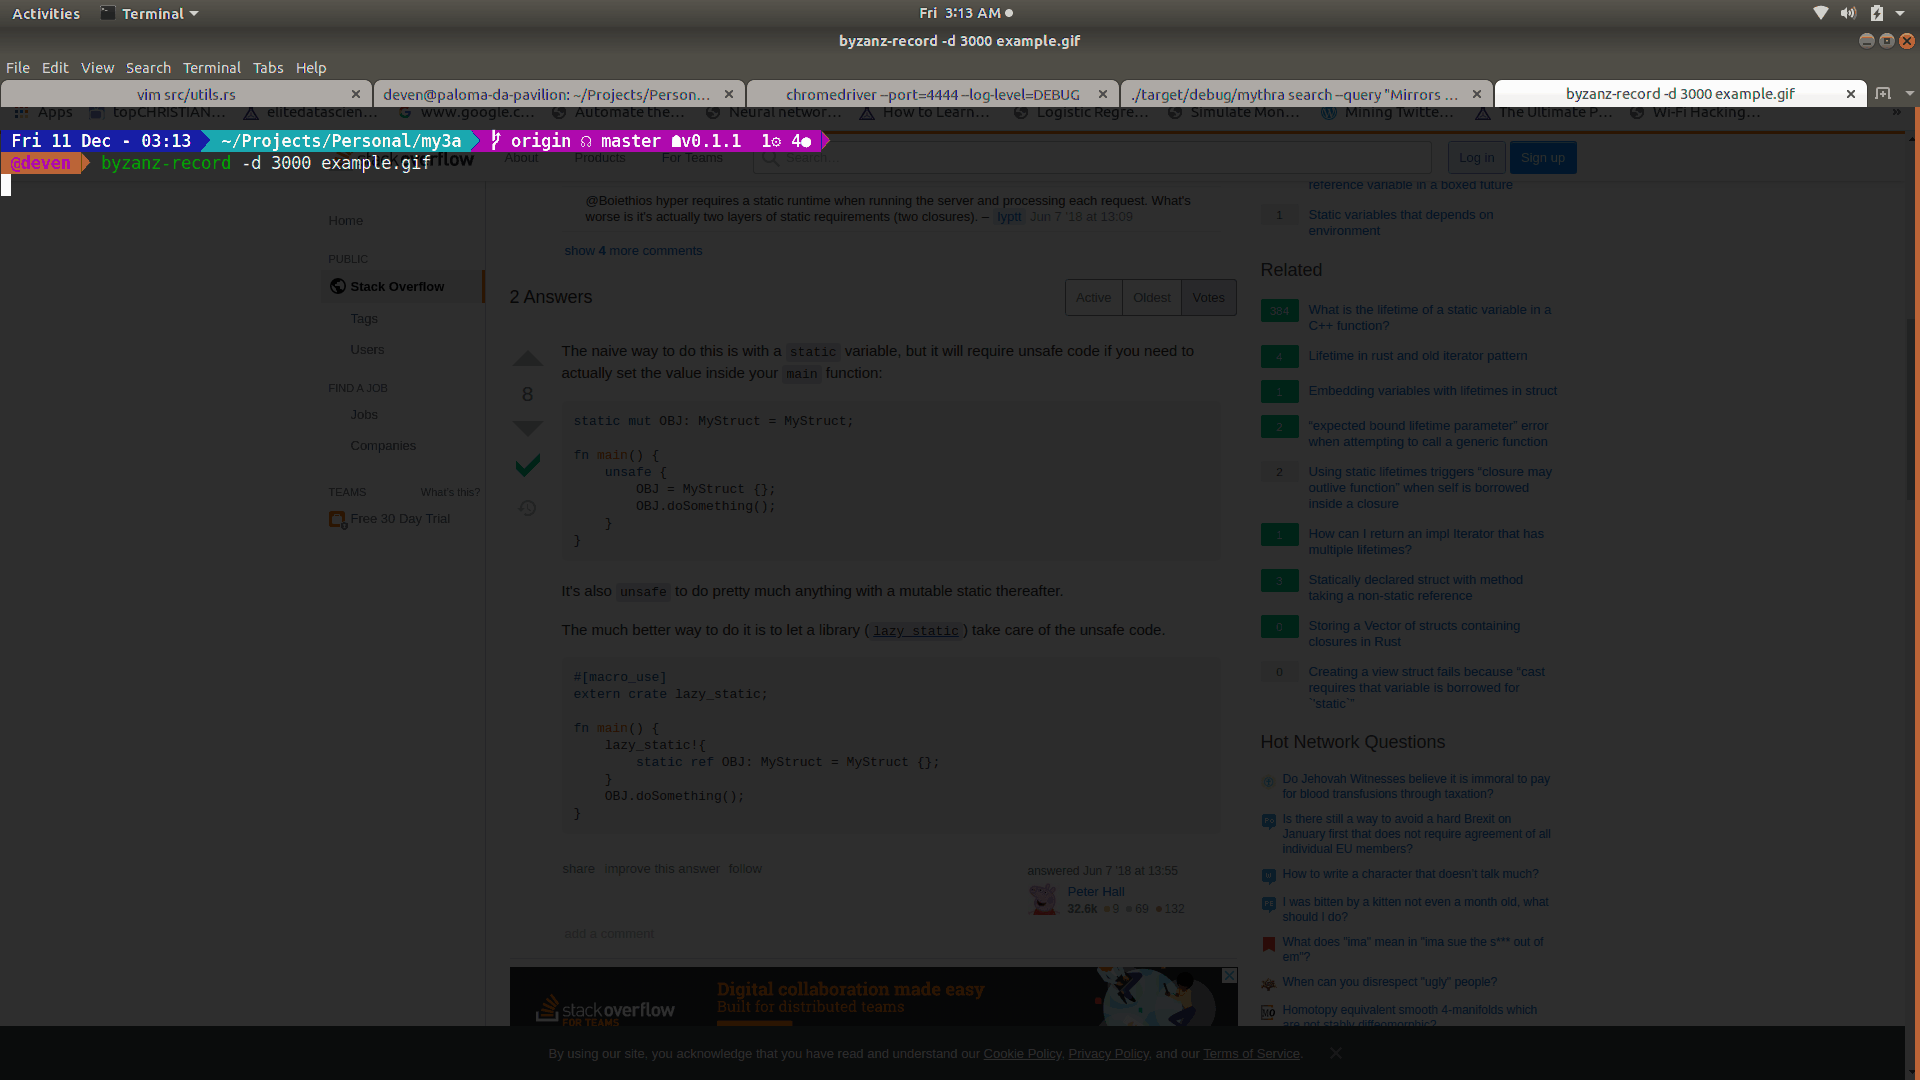 Activities Terminal Fri 3:13 AM
byzanz-record -d 3000 example.gif
File Edit View Search Terminal Tabs Help
vim src/utils.rs deven@paloma-da-pavilion: ~/Projects/Person... chromedriver --port=4444 --log-level=DEBUG ./target/debug/mythra search --query "Mirrors ... byzanz-record -d 3000 example.gif
Apps topCHRISTIAN... elitedatascien... www.google.c... Automate the... Neural networ... How to Learn... Logistic Regre... Simulate Mon... Mining Twitte... The Ultimate P... Wi-Fi Hacking... »
Fri 11 Dec - 03:13 ~/Projects/Personal/my3a origin master v0.1.1 1 4
@deven byzanz-record -d 3000 example.gif
About Products For Teams Search... Log in Sign up
reference variable in a boxed future
@Boiethios hyper requires a static runtime when running the server and processing each request. What's
worse is it's actually two layers of static requirements (two closures). – lyptt Jun 7 '18 at 13:09
show 4 more comments
Home
PUBLIC
Stack Overflow
Tags
Users
FIND A JOB
Jobs
Companies
TEAMS What's this?
Free 30 Day Trial
2 Answers Active Oldest Votes
8
The naive way to do this is with a static variable, but it will require unsafe code if you need to
actually set the value inside your main function:
static mut OBJ: MyStruct = MyStruct;
fn main() {
unsafe {
OBJ = MyStruct {};
OBJ.doSomething();
}
}
It's also unsafe to do pretty much anything with a mutable static thereafter.
The much better way to do it is to let a library (lazy_static) take care of the unsafe code.
#[macro_use]
extern crate lazy_static;
fn main() {
lazy_static!{
static ref OBJ: MyStruct = MyStruct {};
}
OBJ.doSomething();
}
share improve this answer follow
answered Jun 7 '18 at 13:55
Peter Hall
32.6k 9 69 132
add a comment
1 Static variables that depends on
environment
Related
384 What is the lifetime of a static variable in a
C++ function?
4 Lifetime in rust and old iterator pattern
1 Embedding variables with lifetimes in struct
2 “expected bound lifetime parameter” error
when attempting to call a generic function
2 Using static lifetimes triggers “closure may
outlive function” when self is borrowed
inside a closure
1 How can I return an impl Iterator that has
multiple lifetimes?
3 Statically declared struct with method
taking a non-static reference
0 Storing a Vector of structs containing
closures in Rust
0 Creating a view struct fails because “cast
requires that variable is borrowed for
`'static`”
Hot Network Questions
Do Jehovah Witnesses believe it is immoral to pay
for blood transfusions through taxation?
Is there still a way to avoid a hard Brexit on
January first that does not require agreement of all
individual EU members?
How to write a character that doesn't talk much?
I was bitten by a kitten not even a month old, what
should I do?
What does "ima" mean in "ima sue the s*** out of
em"?
When can you disrespect "ugly" people?
Homotopy equivalent smooth 4-manifolds which
are not stably diffeomorphic?
stackoverflow
FOR TEAMS
Digital collaboration made easy
Built for distributed teams
By using our site, you acknowledge that you have read and understand our Cookie Policy, Privacy Policy, and our Terms of Service.